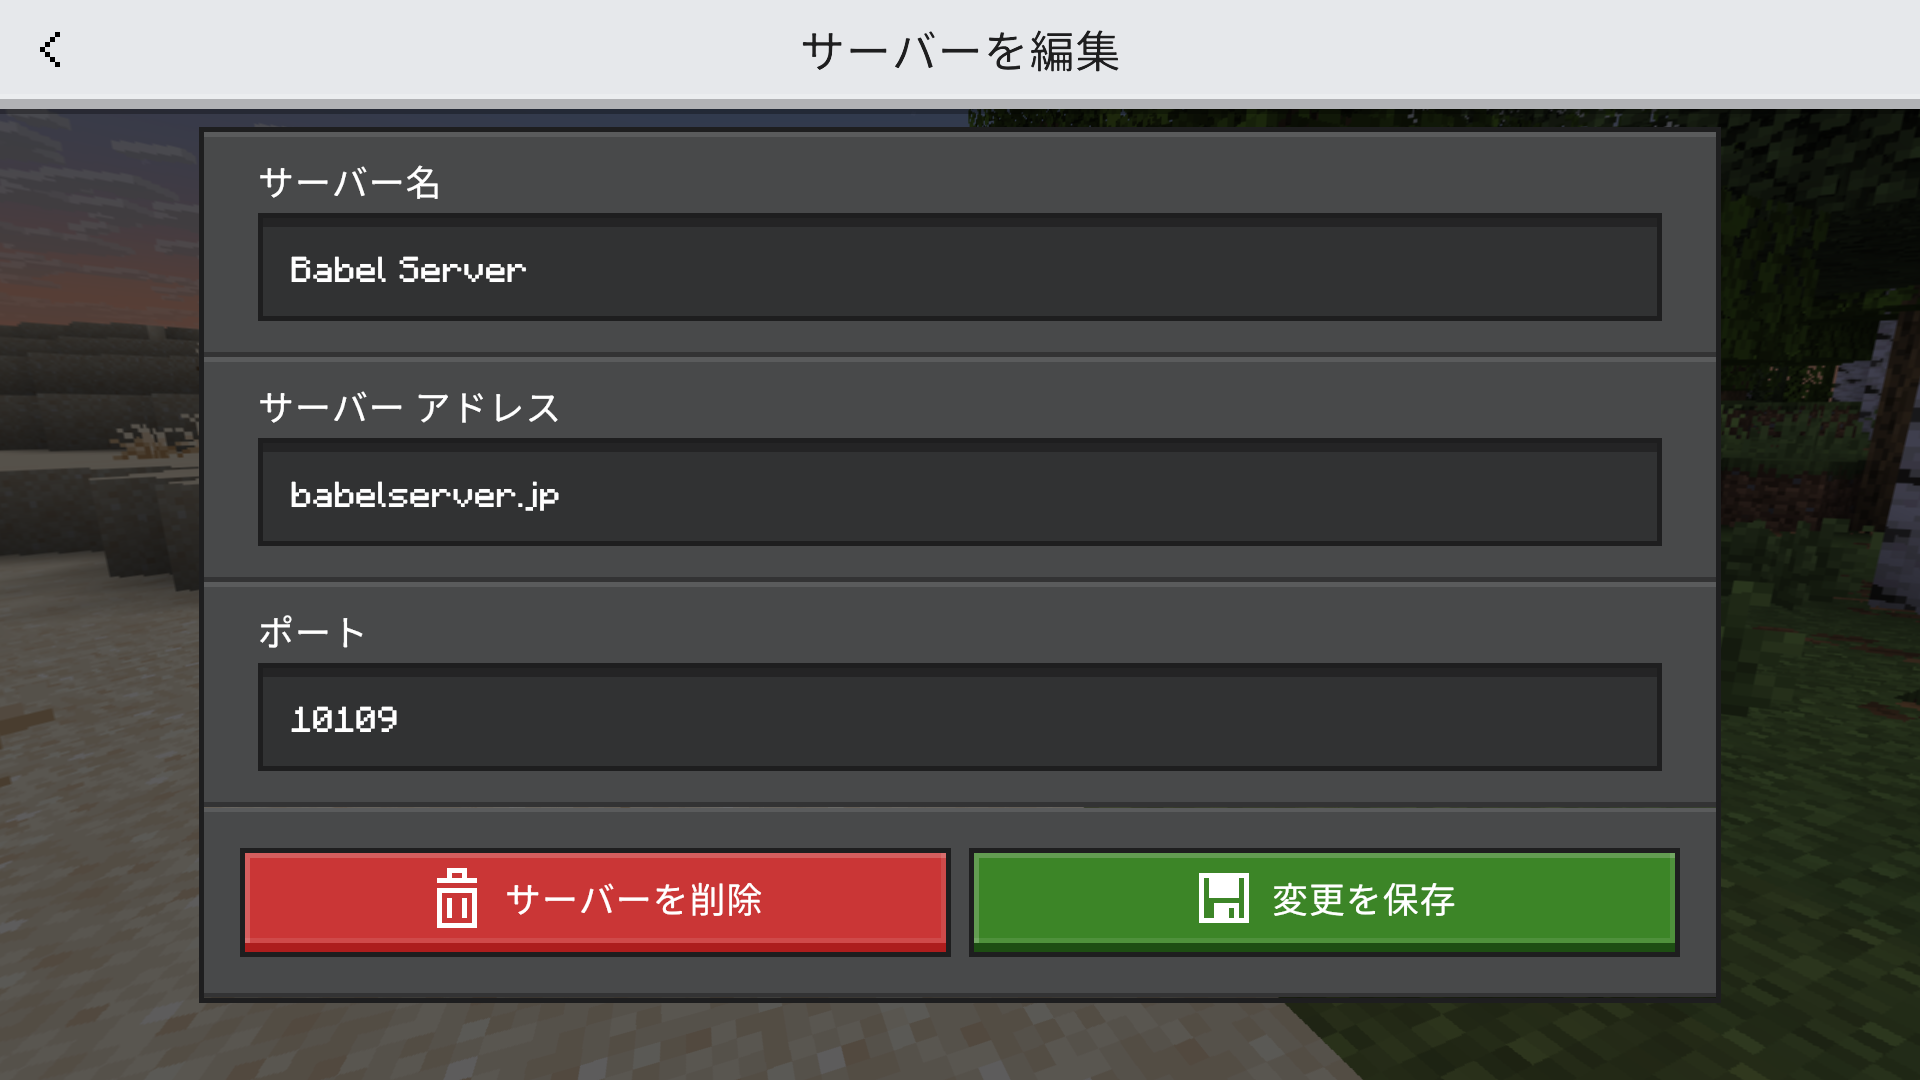 サーバーを編集
サーバー名
Babel Server
サーバー アドレス
babelserver.jp
ポート
10109
サーバーを削除
変更を保存